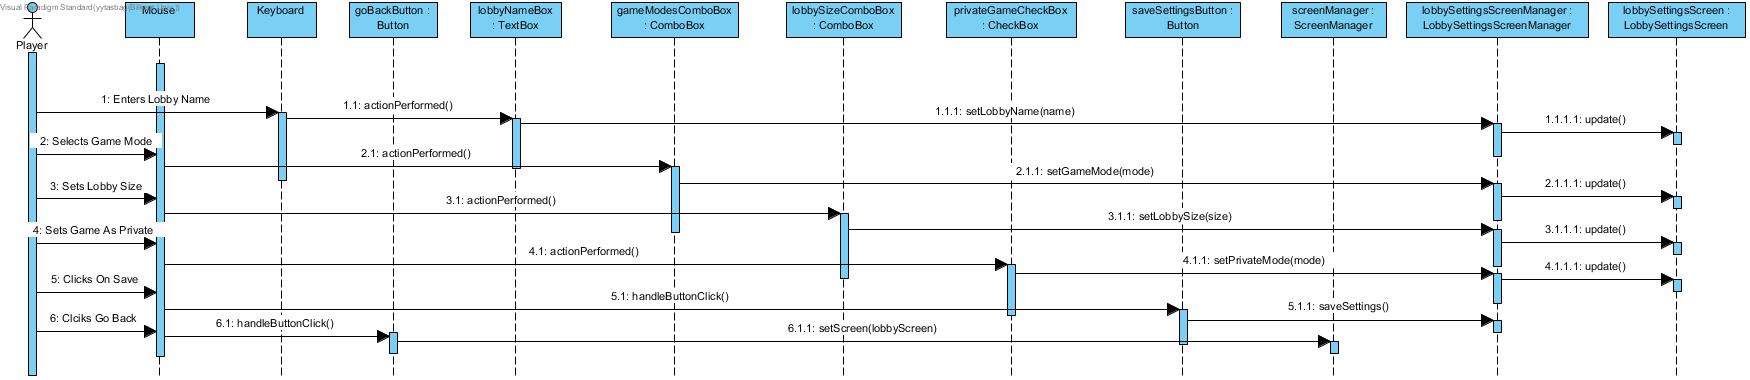 Visual Paradigm Standard(yytasbag(Bilkent Univ.))
Player
Mouse
Keyboard
goBackButton :
Button
lobbyNameBox
: TextBox
gameModesComboBox
: ComboBox
lobbySizeComboBox
: ComboBox
privateGameCheckBox
: CheckBox
saveSettingsButton :
Button
screenManager :
ScreenManager
lobbySettingsScreenManager :
LobbySettingsScreenManager
lobbySettingsScreen :
LobbySettingsScreen
1: Enters Lobby Name
1.1: actionPerformed()
1.1.1: setLobbyName(name)
1.1.1.1: update()
2: Selects Game Mode
2.1: actionPerformed()
2.1.1: setGameMode(mode)
2.1.1.1: update()
3: Sets Lobby Size
3.1: actionPerformed()
3.1.1: setLobbySize(size)
3.1.1.1: update()
4: Sets Game As Private
4.1: actionPerformed()
4.1.1: setPrivateMode(mode)
4.1.1.1: update()
5: Clicks On Save
5.1: handleButtonClick()
5.1.1: saveSettings()
6: Clciks Go Back
6.1: handleButtonClick()
6.1.1: setScreen(lobbyScreen)